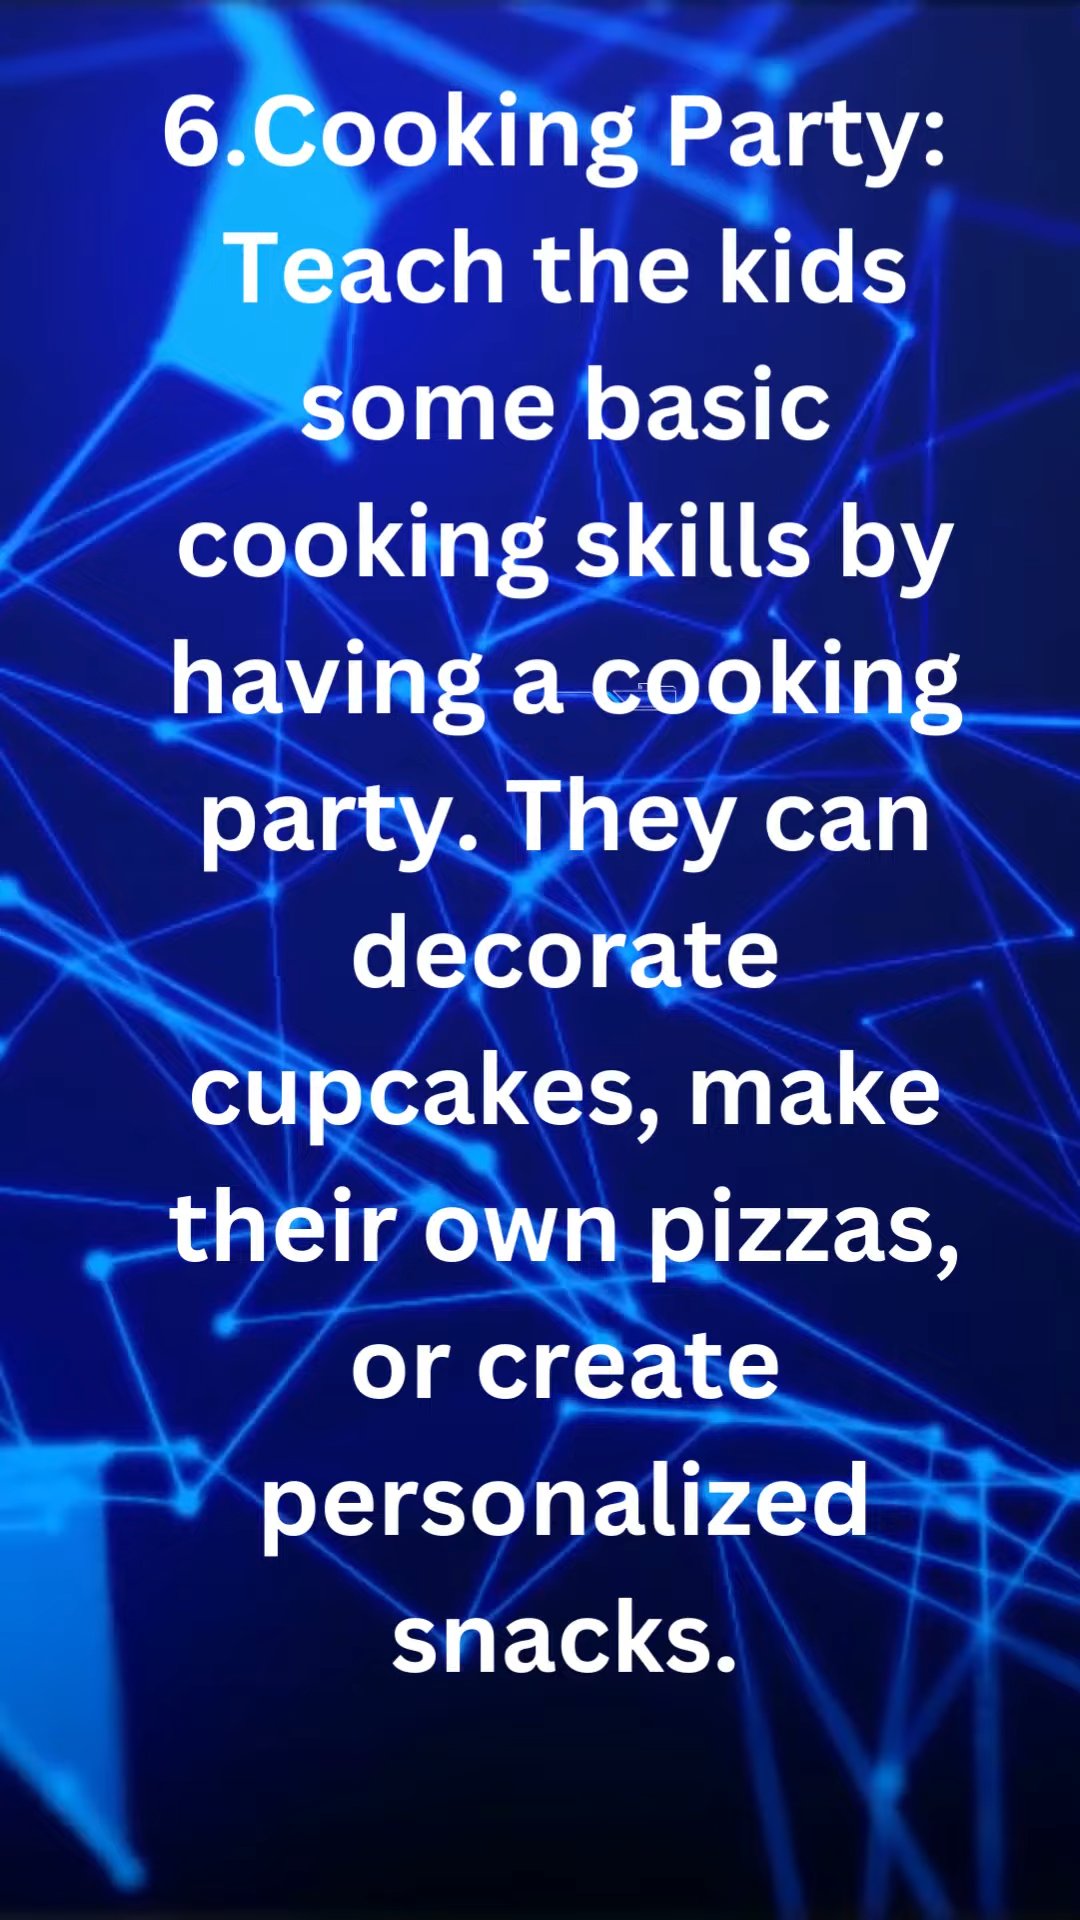 6.Cooking Party:
Teach the kids
some basic
cooking skills by
having a cooking
party. They can
decorate
cupcakes, make
their own pizzas,
or create
personalized
snacks.